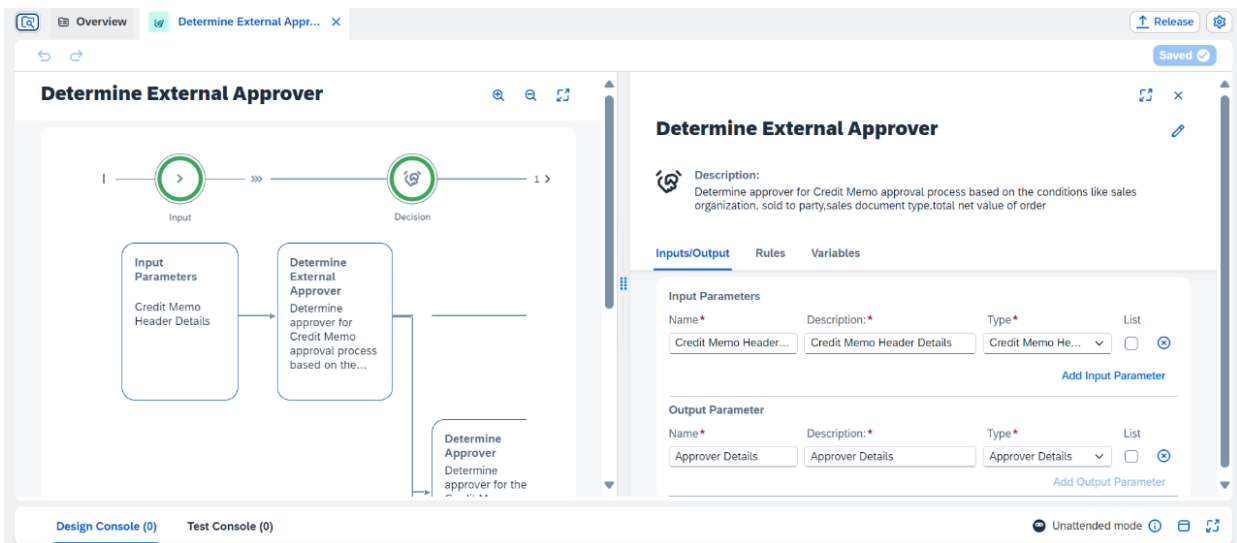 Overview
Determine External Appr...
Release
Saved
Determine External Approver
1
Input
Decision
Input
Parameters
Credit Memo
Header Details
Determine
External
Approver
Determine
approver for
Credit Memo
approval process
based on the...
Determine
Approver
Determine
approver for the
Determine External Approver
Description:
Determine approver for Credit Memo approval process based on the conditions like sales
organization, sold to party,sales document type,total net value of order
Inputs/Output Rules Variables
Input Parameters
Name* Description:* Type* List
Credit Memo Header... Credit Memo Header Details Credit Memo He...
Add Input Parameter
Output Parameter
Name* Description:* Type* List
Approver Details Approver Details Approver Details
Add Output Parameter
Design Console (0) Test Console (0)
Unattended mode